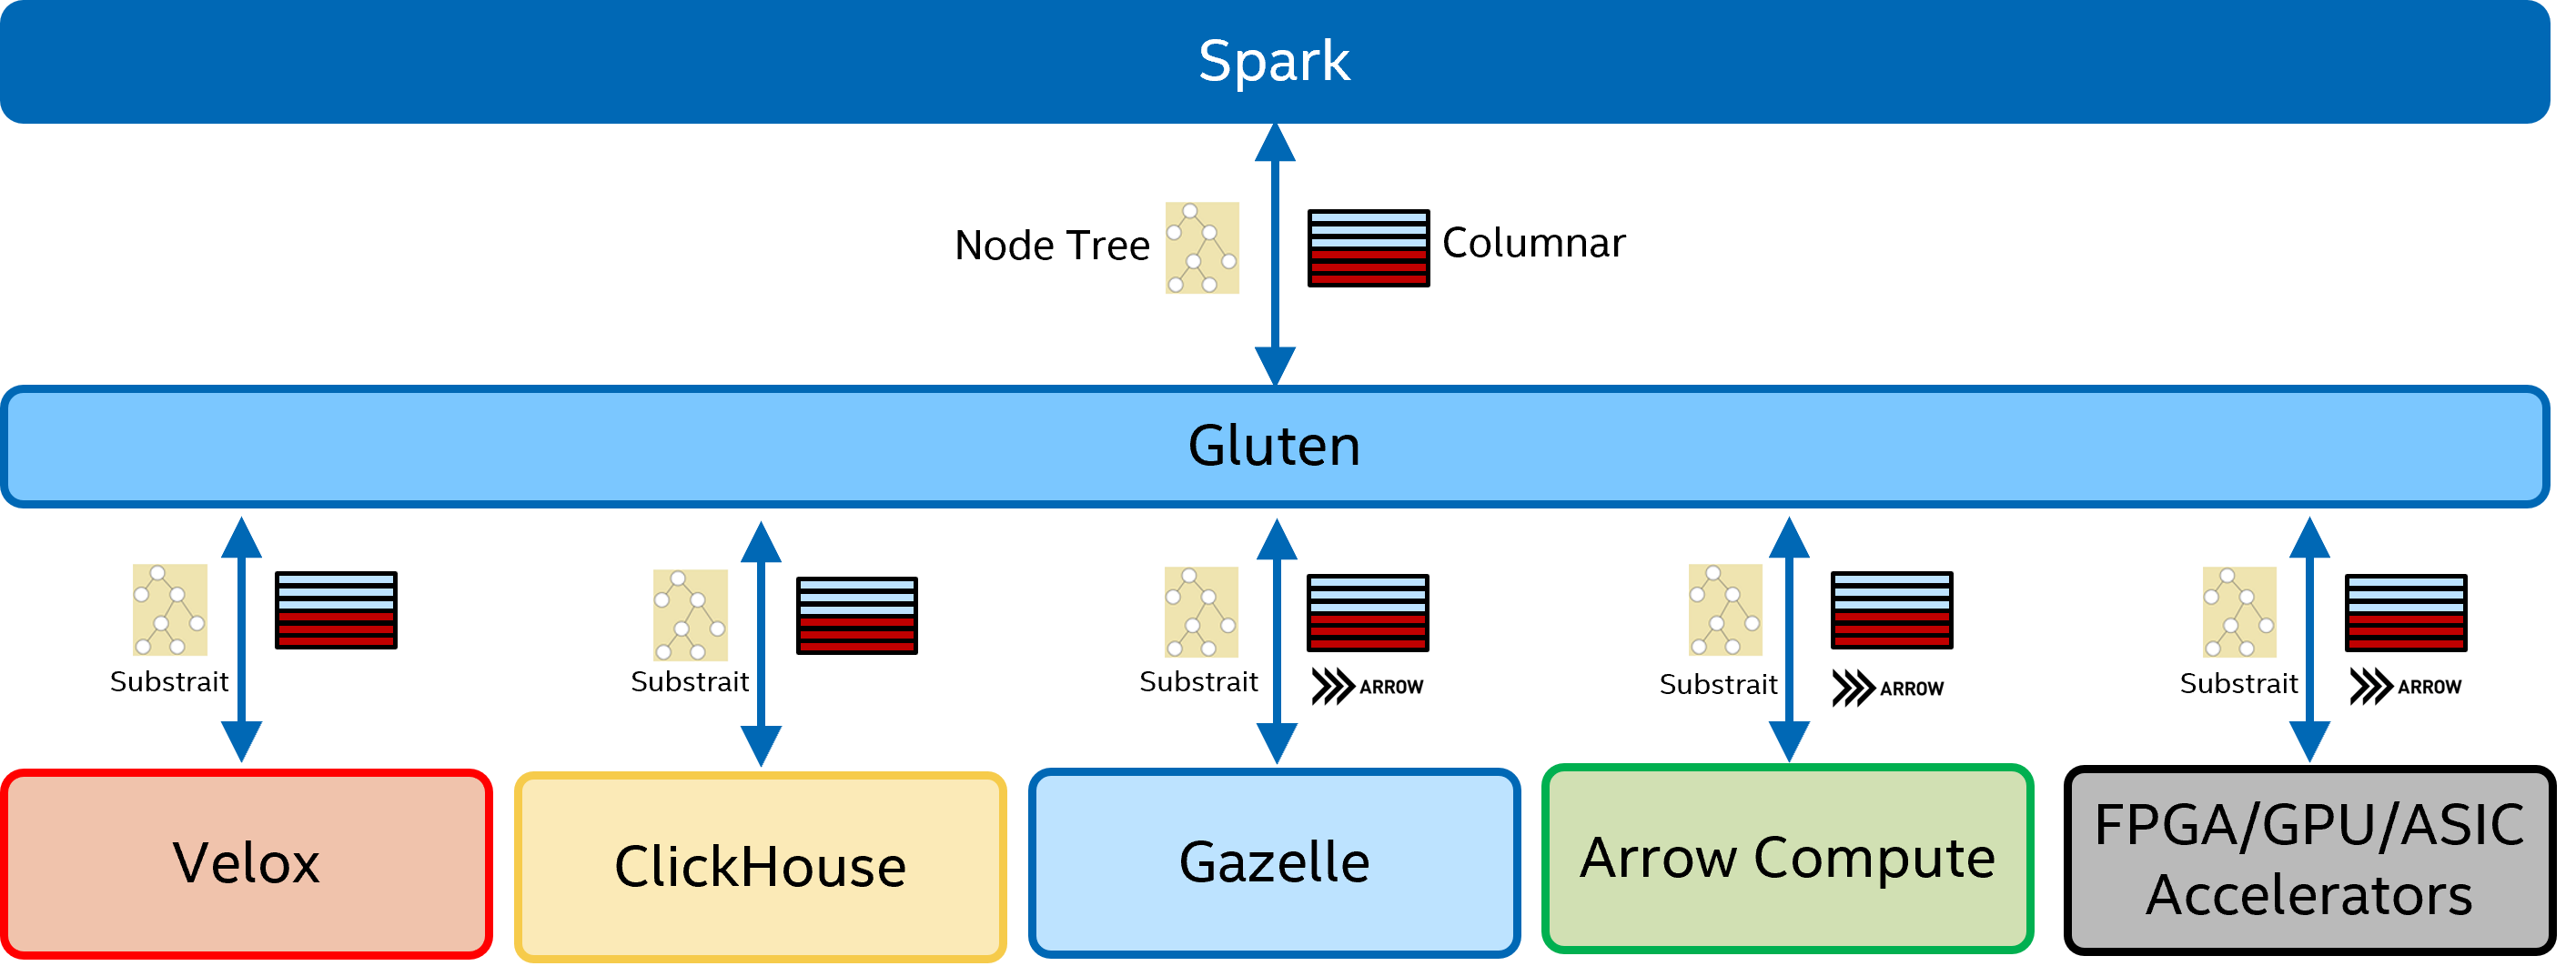 Spark
Node Tree
Columnar
Gluten
Substrait
Substrait
Substrait
ARROW
Substrait
ARROW
Substrait
ARROW
Velox
ClickHouse
Gazelle
Arrow Compute
FPGA/GPU/ASIC
Accelerators